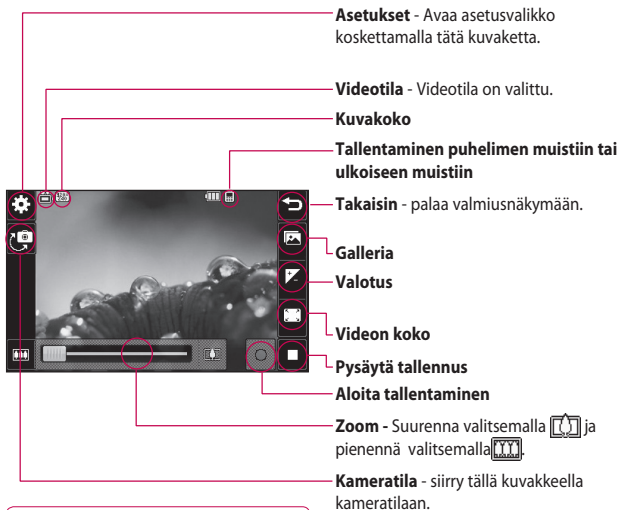 Asetukset - Avaa asetusvalikko
koskettamalla tätä kuvaketta.
Videotila - Videotila on valittu.
Kuvakoko
Tallentaminen puhelimen muistiin tai
ulkoiseen muistiin
Takaisin - palaa valmiusnäkymään.
Galleria
Valotus
Videon koko
Pysäytä tallennus
Aloita tallentaminen
Zoom - Suurenna valitsemalla ja
pienennä valitsemalla .
Kameratila - siirry tällä kuvakkeella
kameratilaan.